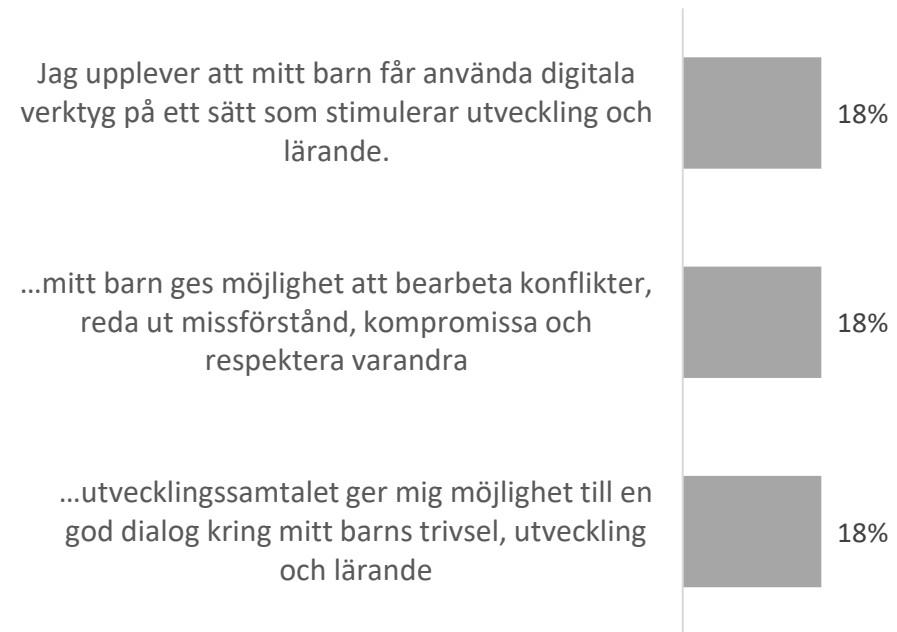 Jag upplever att mitt barn får använda digitala
verktyg på ett sätt som stimulerar utveckling och
lärande.
18%
…mitt barn ges möjlighet att bearbeta konflikter,
reda ut missförstånd, kompromissa och
respektera varandra
18%
…utvecklingssamtalet ger mig möjlighet till en
god dialog kring mitt barns trivsel, utveckling
och lärande
18%